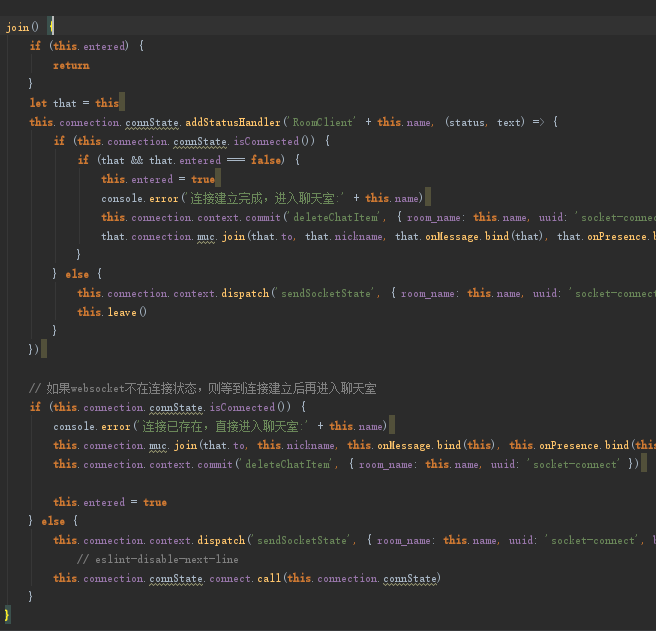 join() {
if (this.entered) {
return
}
let that = this
this.connection.connState.addStatusHandler('RoomClient' + this.name, (status, text) => {
if (this.connection.connState.isConnected()) {
if (that && that.entered === false) {
this.entered = true
console.error('连接建立完成，进入聊天室:' + this.name)
this.connection.context.commit('deleteChatItem', { room_name: this.name, uuid: 'socket-connec
that.connection.muc.join(that.to, that.nickname, that.onMessage.bind(that), that.onPresence.b
}
} else {
this.connection.context.dispatch('sendSocketState', { room_name: this.name, uuid: 'socket-connect
this.leave()
}
})
// 如果websocket不在连接状态，则等到连接建立后再进入聊天室
if (this.connection.connState.isConnected()) {
console.error('连接已存在，直接进入聊天室:' + this.name)
this.connection.muc.join(that.to, this.nickname, this.onMessage.bind(this), this.onPresence.bind(this
this.connection.context.commit('deleteChatItem', { room_name: this.name, uuid: 'socket-connect' })
this.entered = true
} else {
this.connection.context.dispatch('sendSocketState', { room_name: this.name, uuid: 'socket-connect',
// eslint-disable-next-line
this.connection.connState.connect.call(this.connection.connState)
}
}